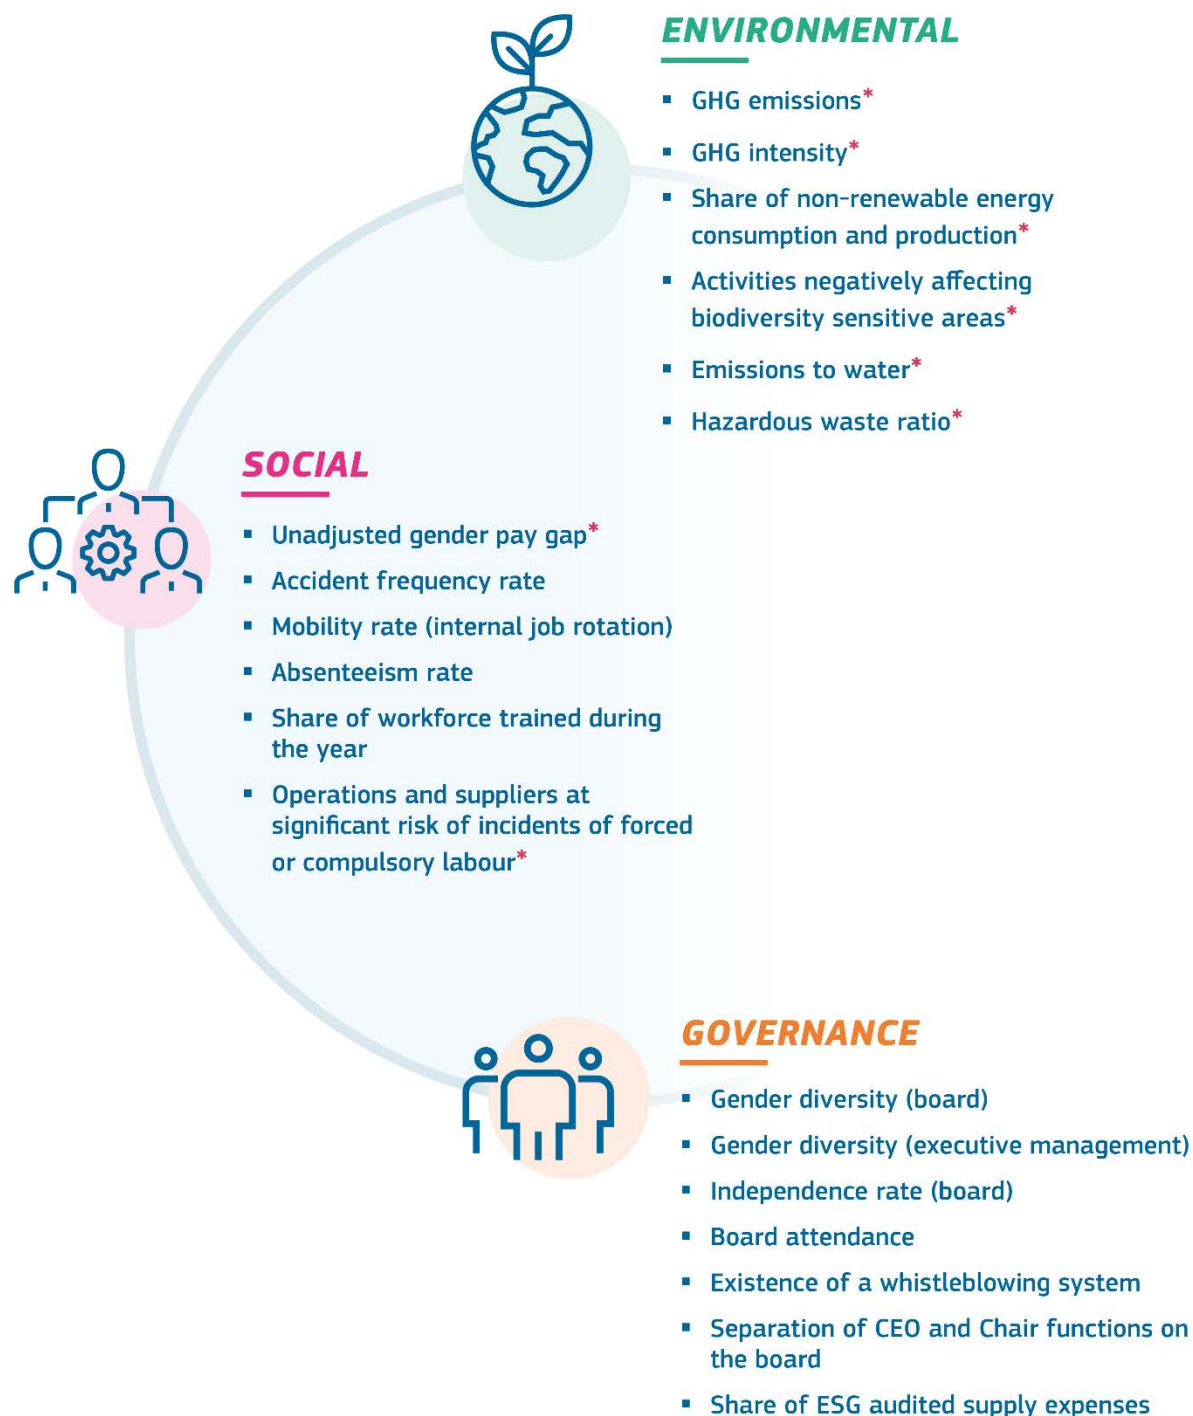 ENVIRONMENTAL
▪ GHG emissions*
▪ GHG intensity*
▪ Share of non-renewable energy
consumption and production*
▪ Activities negatively affecting
biodiversity sensitive areas*
▪ Emissions to water*
▪ Hazardous waste ratio*
SOCIAL
▪ Unadjusted gender pay gap*
▪ Accident frequency rate
▪ Mobility rate (internal job rotation)
▪ Absenteeism rate
▪ Share of workforce trained during
the year
▪ Operations and suppliers at
significant risk of incidents of forced
or compulsory labour*
GOVERNANCE
▪ Gender diversity (board)
▪ Gender diversity (executive management)
▪ Independence rate (board)
▪ Board attendance
▪ Existence of a whistleblowing system
▪ Separation of CEO and Chair functions on
the board
▪ Share of ESG audited supply expenses